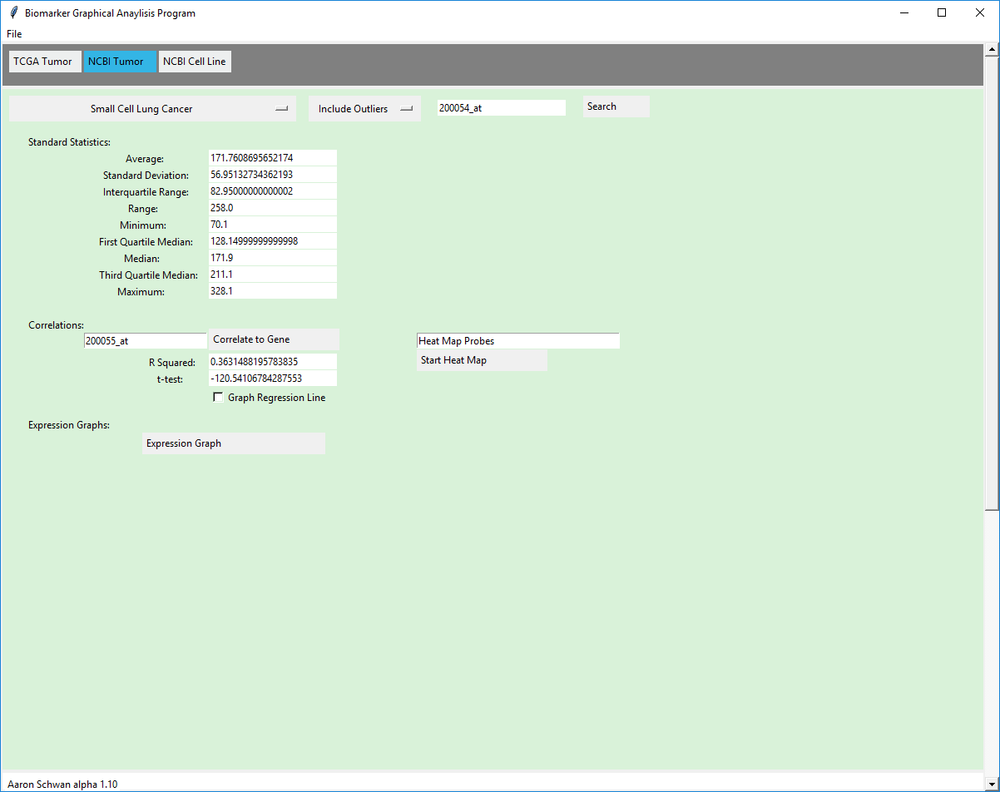 Biomarker Graphical Anaylisis Program
File
TCGA Tumor NCBI Tumor NCBI Cell Line
Small Cell Lung Cancer Include Outliers 200054_at Search
Standard Statistics:
Average: 171.7608695652174
Standard Deviation: 56.95132734362193
Interquartile Range: 82.95000000000002
Range: 258.0
Minimum: 70.1
First Quartile Median: 128.14999999999998
Median: 171.9
Third Quartile Median: 211.1
Maximum: 328.1
Correlations:
200055_at Correlate to Gene Heat Map Probes
Start Heat Map
R Squared: 0.3631488195783835
t-test: -120.54106784287553
Graph Regression Line
Expression Graphs:
Expression Graph
Aaron Schwan alpha 1.10